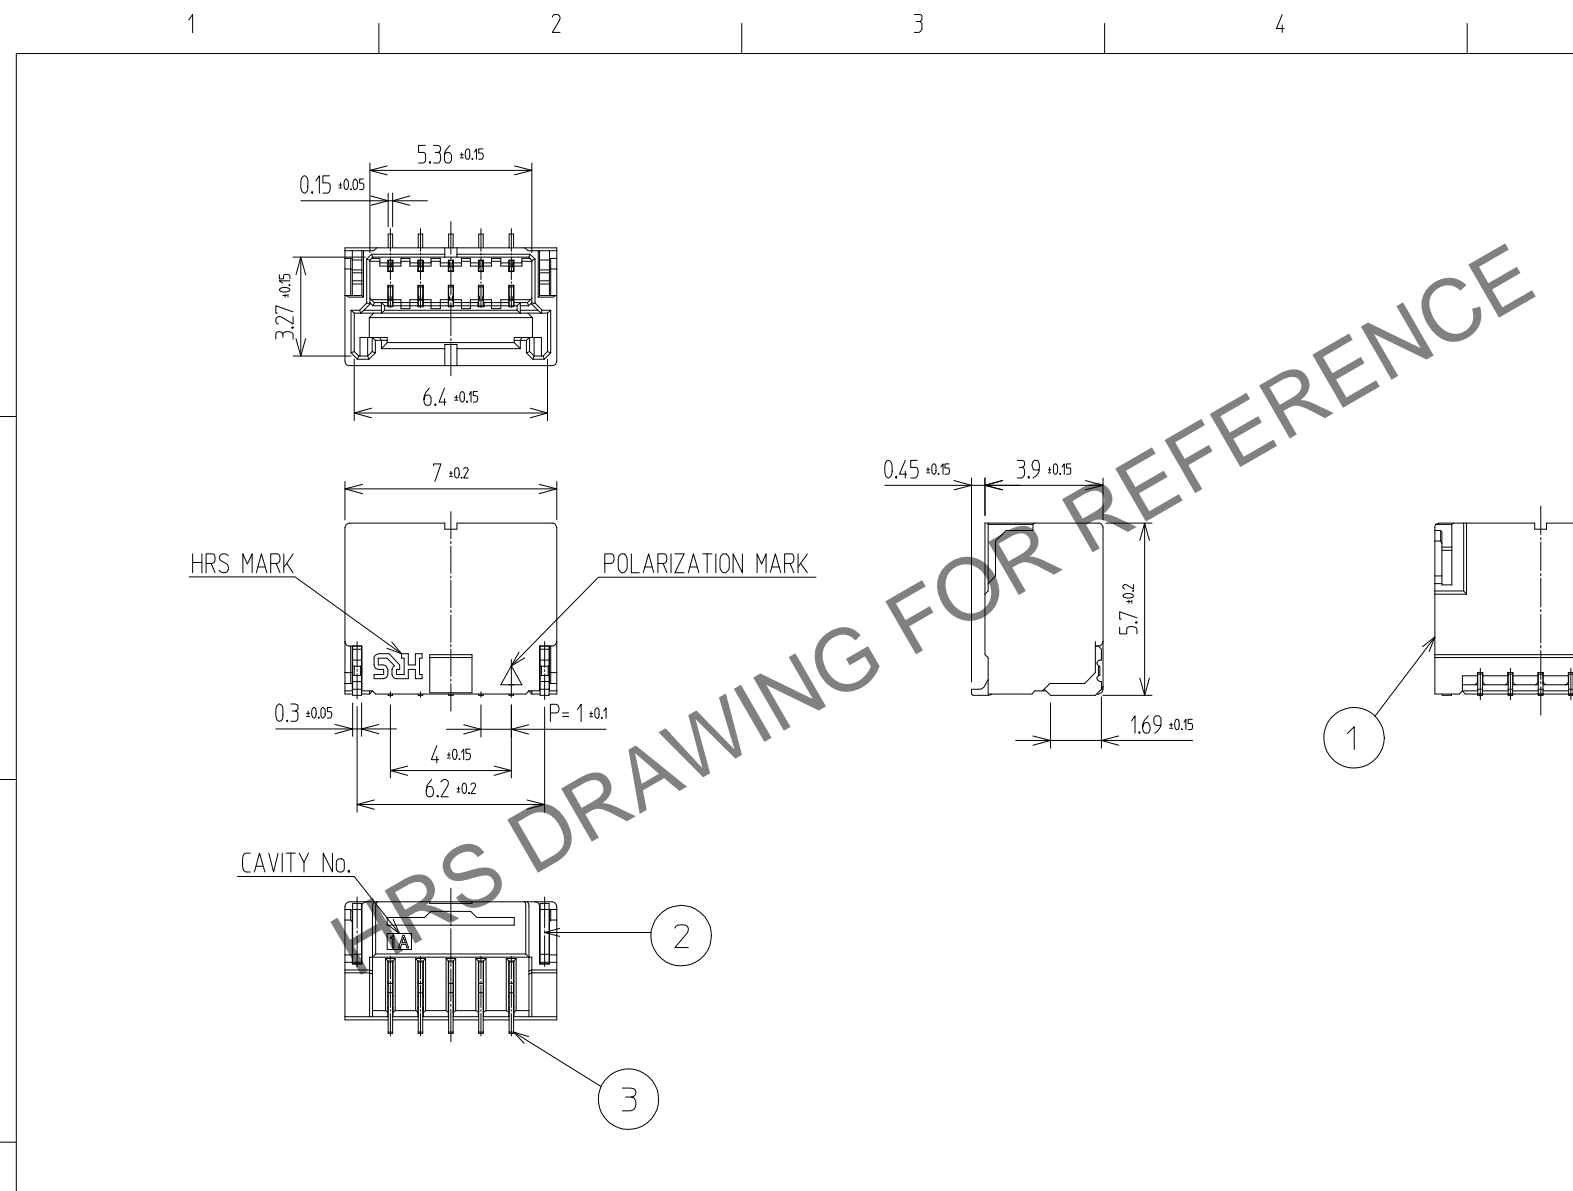 1 2 3 4
5.36 ±0.15
0.15 ±0.05
3.27 ±0.15
6.4 ±0.15
7 ±0.2
HRS MARK
POLARIZATION MARK
HRS
0.3 ±0.05
P= 1 ±0.1
4 ±0.15
6.2 ±0.2
0.45 ±0.15
3.9 ±0.15
5.7 ±0.2
1.69 ±0.15
1
CAVITY No.
1A
2
3
HRS DRAWING FOR REFERENCE